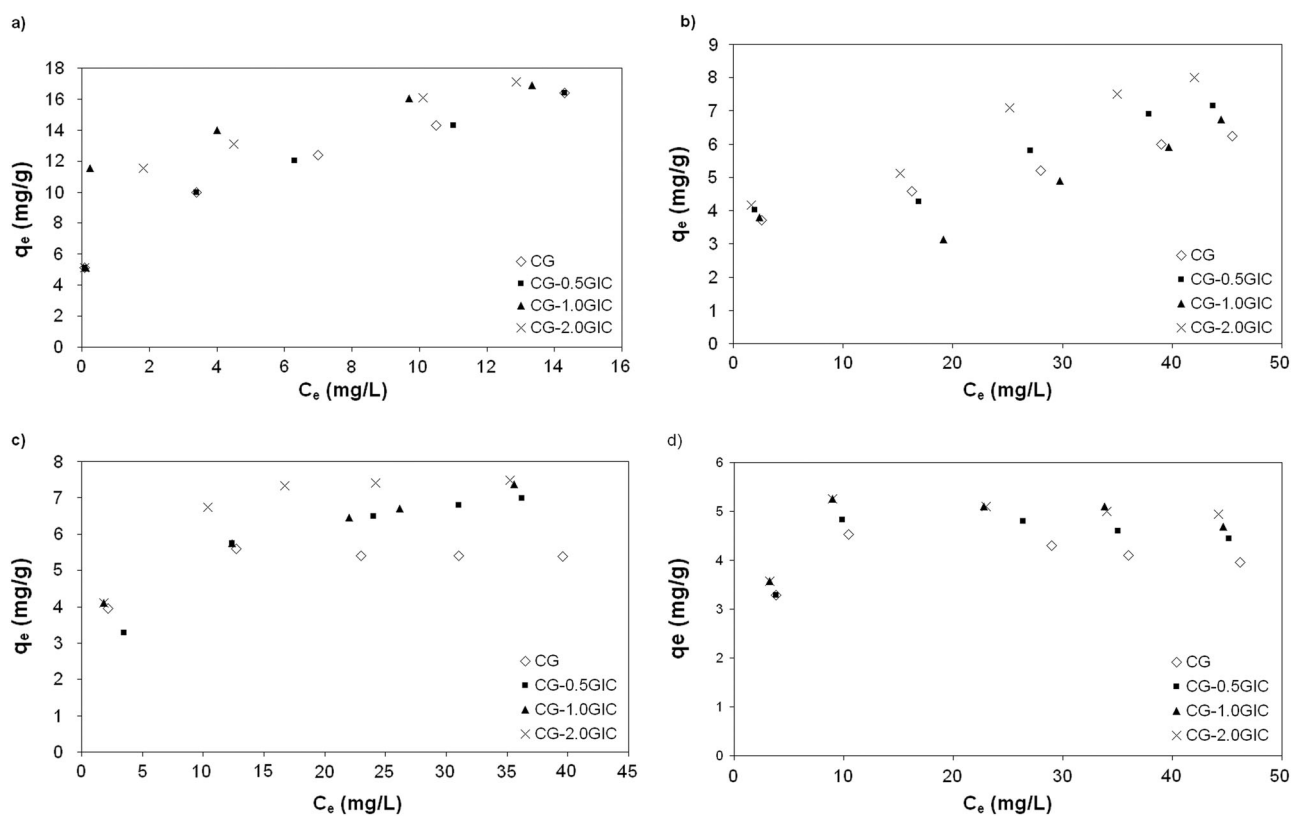 a)
qe (mg/g)
18
16
14
12
10
8
6
4
2
0
CG
CG-0.5GIC
CG-1.0GIC
CG-2.0GIC
0 2 4 6 8 10 12 14 16
Ce (mg/L)
b)
qe (mg/g)
9
8
7
6
5
4
3
2
1
0
CG
CG-0.5GIC
CG-1.0GIC
CG-2.0GIC
0 10 20 30 40 50
Ce (mg/L)
c)
qe (mg/g)
8
7
6
5
4
3
2
1
0
CG
CG-0.5GIC
CG-1.0GIC
CG-2.0GIC
0 5 10 15 20 25 30 35 40 45
Ce (mg/L)
d)
qe (mg/g)
6
5
4
3
2
1
0
CG
CG-0.5GIC
CG-1.0GIC
CG-2.0GIC
0 10 20 30 40 50
Ce (mg/L)